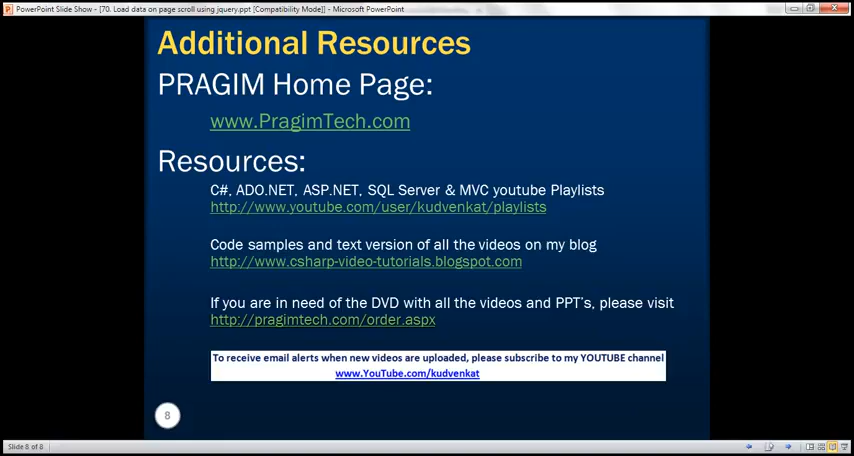 PowerPoint Slide Show - [70. Load data on page scroll using jquery.ppt [Compatibility Mode]] - Microsoft PowerPoint
Additional Resources
PRAGIM Home Page:
www.PragimTech.com
Resources:
C#, ADO.NET, ASP.NET, SQL Server & MVC youtube Playlists
http://www.youtube.com/user/kudvenkat/playlists
Code samples and text version of all the videos on my blog
http://www.csharp-video-tutorials.blogspot.com
If you are in need of the DVD with all the videos and PPT's, please visit
http://pragimtech.com/order.aspx
To receive email alerts when new videos are uploaded, please subscribe to my YOUTUBE channel
www.YouTube.com/kudvenkat
8
Slide 8 of 8